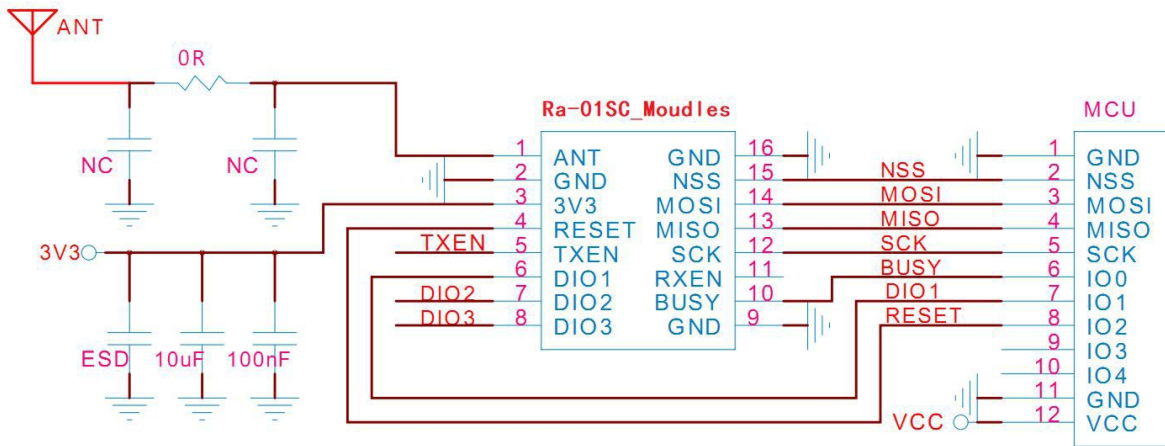 ANT
0R
NC
NC
3V3
ESD
10uF
100nF
Ra-01SC_Moudles
1 ANT GND 16
2 GND NSS 15
3 3V3 MOSI 14
4 RESET MISO 13
5 TXEN SCK 12
6 DIO1 RXEN 11
7 DIO2 BUSY 10
8 DIO3 GND 9
TXEN
DIO2
DIO3
NSS
MOSI
MISO
SCK
BUSY
DIO1
RESET
VCC
MCU
1 GND
2 NSS
3 MOSI
4 MISO
5 SCK
6 IO0
7 IO1
8 IO2
9 IO3
10 IO4
11 GND
12 VCC